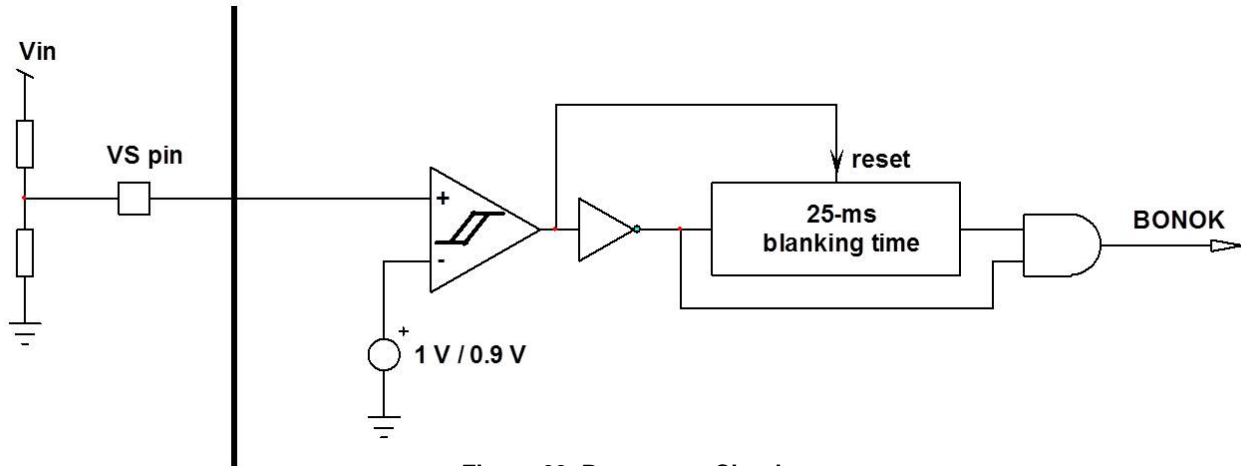 Vin
VS pin
+
-
+
1 V / 0.9 V
reset
25-ms
blanking time
BONOK